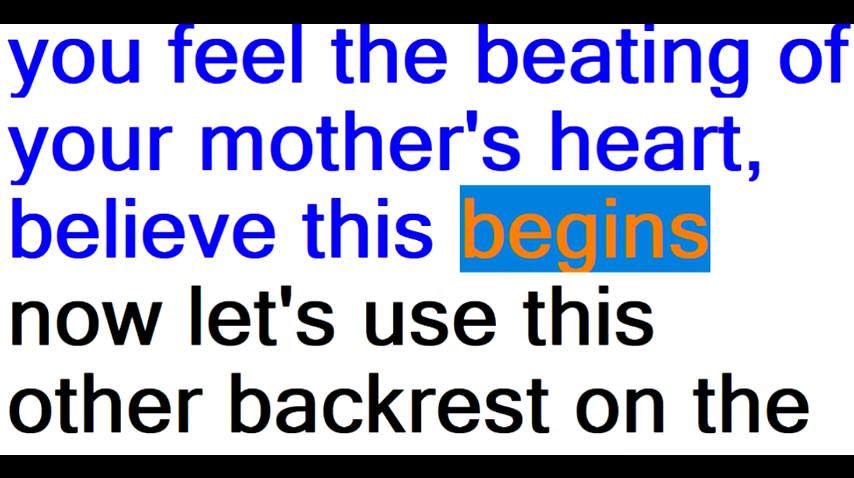 you feel the beating of
your mother's heart,
believe this begins
now let's use this
other backrest on the